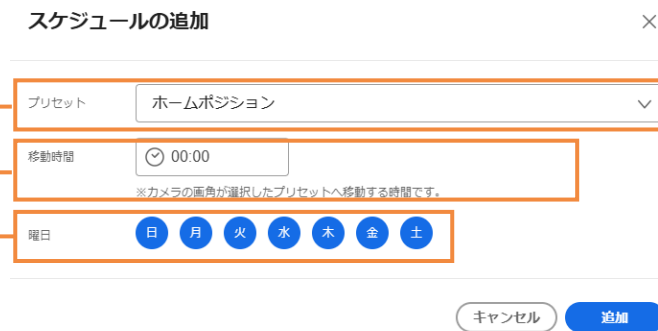 スケジュールの追加
プリセット ホームポジション
移動時間 00:00
※カメラの画角が選択したプリセットへ移動する時間です。
曜日 日 月 火 水 木 金 土
キャンセル 追加